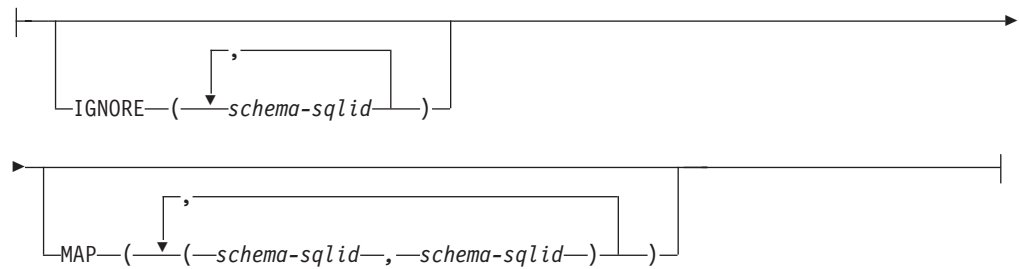 ,
IGNORE ( schema-sqlid )
,
MAP ( ( schema-sqlid , schema-sqlid ) )